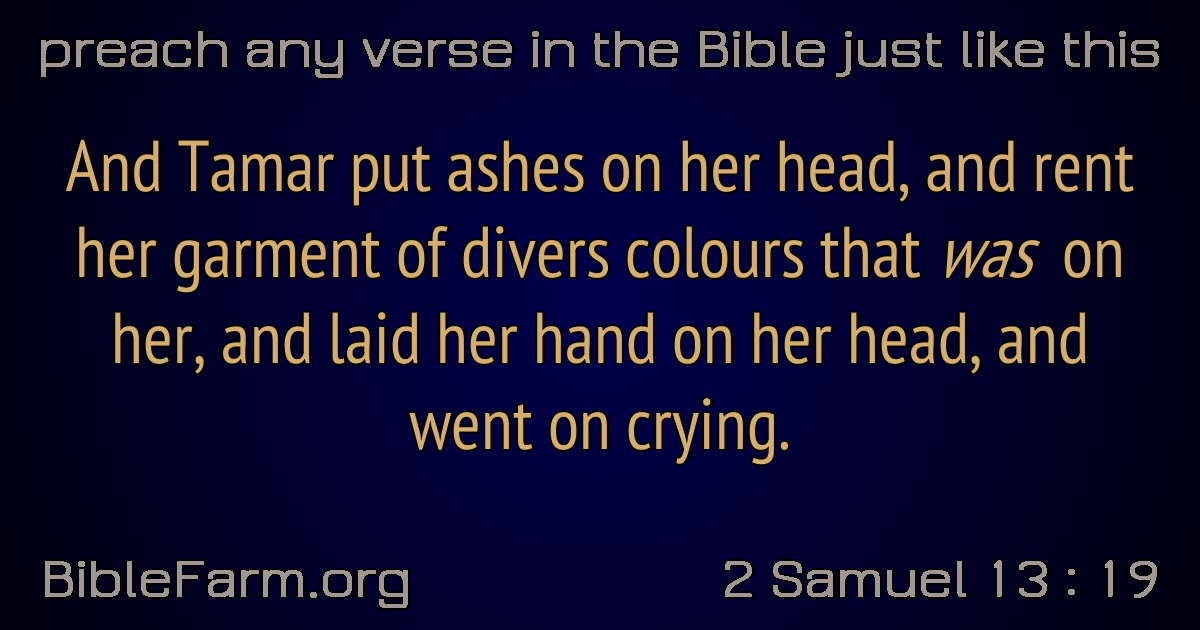 preach any verse in the Bible just like this
And Tamar put ashes on her head, and rent
her garment of divers colours that was on
her, and laid her hand on her head, and
went on crying.
BibleFarm.org
2 Samuel 13 : 19